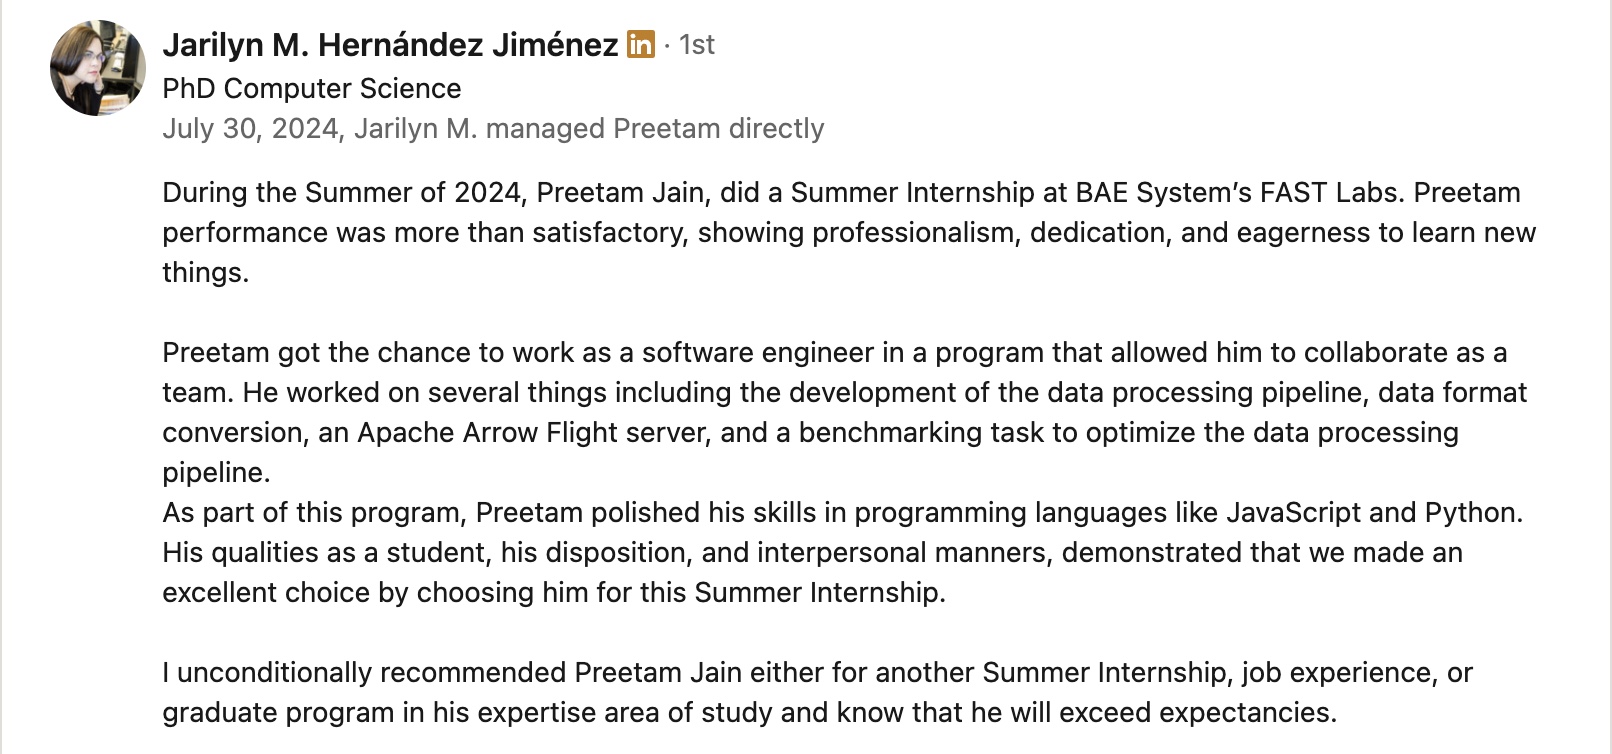 Jarilyn M. Hernández Jiménez in · 1st
PhD Computer Science
July 30, 2024, Jarilyn M. managed Preetam directly
During the Summer of 2024, Preetam Jain, did a Summer Internship at BAE System’s FAST Labs. Preetam
performance was more than satisfactory, showing professionalism, dedication, and eagerness to learn new
things.
Preetam got the chance to work as a software engineer in a program that allowed him to collaborate as a
team. He worked on several things including the development of the data processing pipeline, data format
conversion, an Apache Arrow Flight server, and a benchmarking task to optimize the data processing
pipeline.
As part of this program, Preetam polished his skills in programming languages like JavaScript and Python.
His qualities as a student, his disposition, and interpersonal manners, demonstrated that we made an
excellent choice by choosing him for this Summer Internship.
I unconditionally recommended Preetam Jain either for another Summer Internship, job experience, or
graduate program in his expertise area of study and know that he will exceed expectancies.